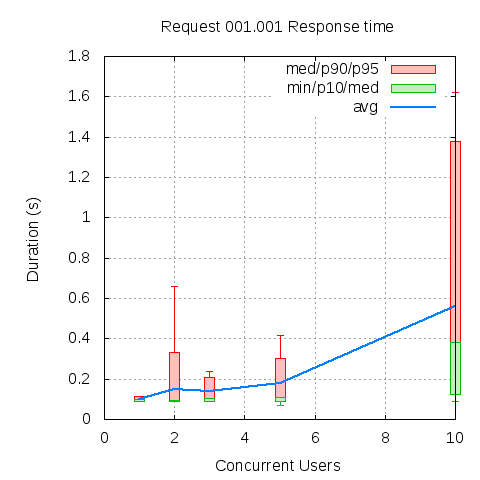 Request 001.001 Response time
med/p90/p95
min/p10/med
avg
1.8
1.6
1.4
1.2
1
0.8
0.6
0.4
0.2
0
0 2 4 6 8 10
Duration (s)
Concurrent Users